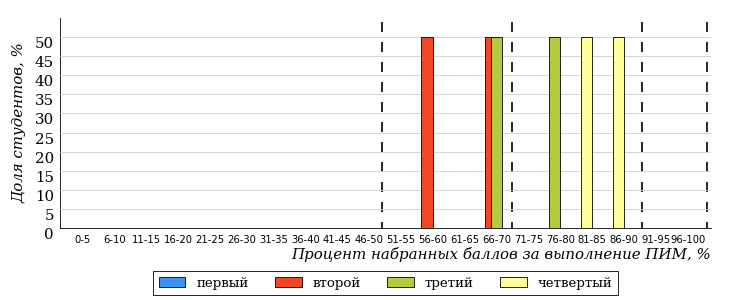 Доля студентов, %
50
45
40
35
30
25
20
15
10
5
0
0-5 6-10 11-15 16-20 21-25 26-30 31-35 36-40 41-45 46-50 51-55 56-60 61-65 66-70 71-75 76-80 81-85 86-90 91-95 96-100
Процент набранных баллов за выполнение ПИМ, %
первый второй третий четвертый